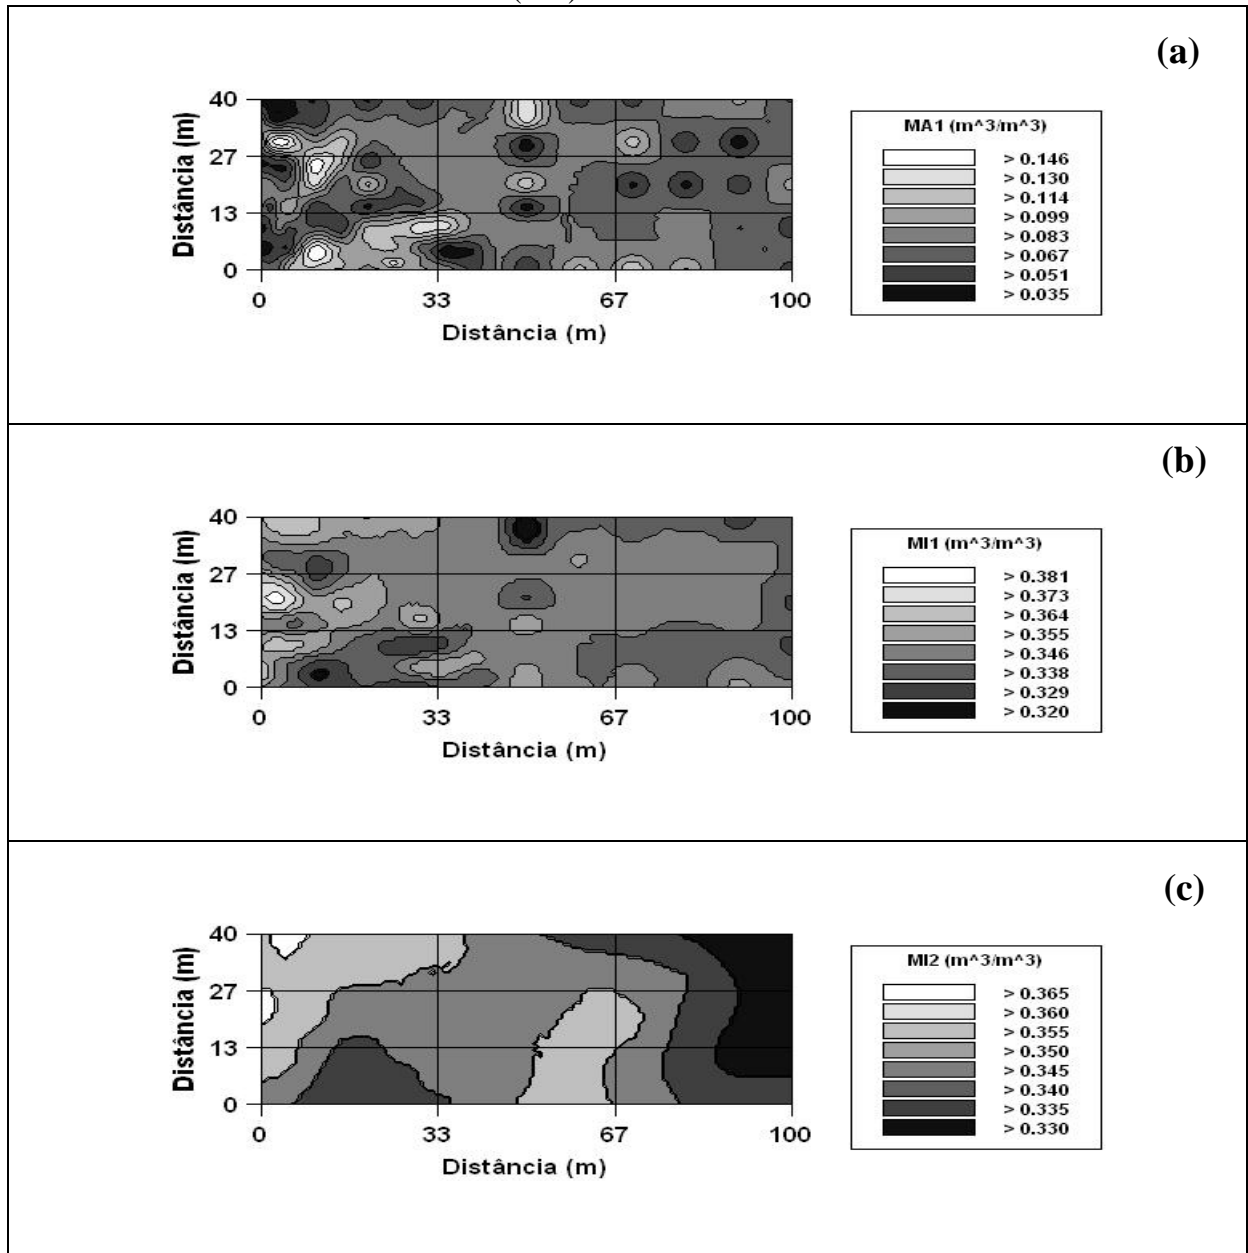 (a)
40
27
13
0
Distância (m)
0 33 67 100
Distância (m)
MA1 (m^3/m^3)
> 0.146
> 0.130
> 0.114
> 0.099
> 0.083
> 0.067
> 0.051
> 0.035
(b)
40
27
13
0
Distância (m)
0 33 67 100
Distância (m)
MI1 (m^3/m^3)
> 0.381
> 0.373
> 0.364
> 0.355
> 0.346
> 0.338
> 0.329
> 0.320
(c)
40
27
13
0
Distância (m)
0 33 67 100
Distância (m)
MI2 (m^3/m^3)
> 0.365
> 0.360
> 0.355
> 0.350
> 0.345
> 0.340
> 0.335
> 0.330